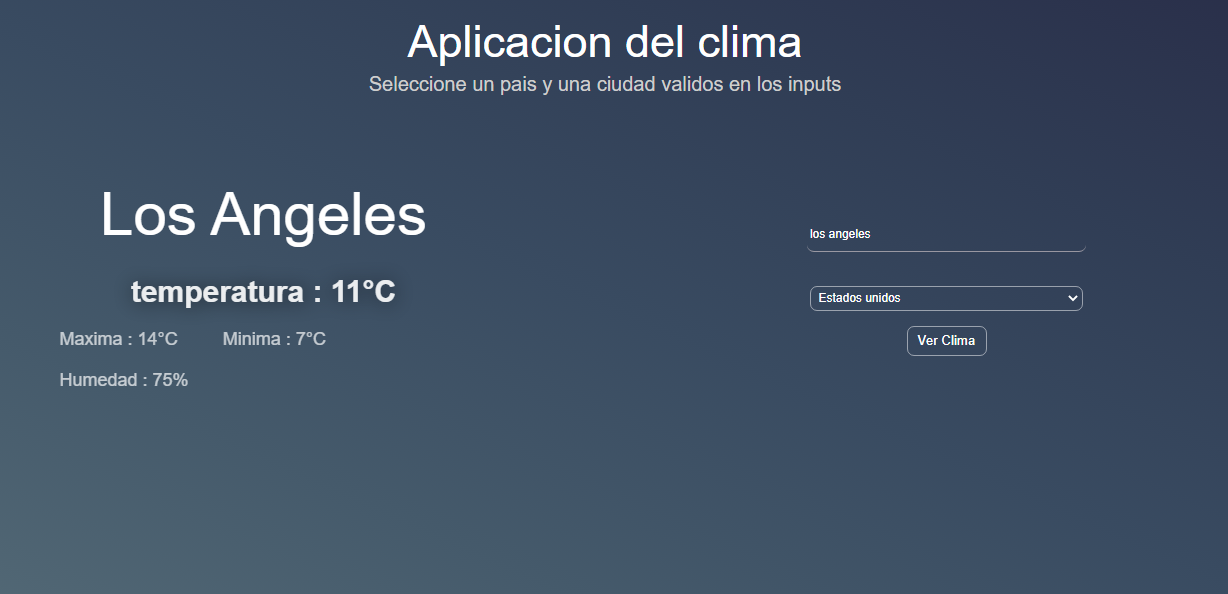 Aplicacion del clima
Seleccione un pais y una ciudad validos en los inputs
Los Angeles
temperatura : 11°C
Maxima : 14°C Minima : 7°C
Humedad : 75%
los angeles
Estados unidos
Ver Clima